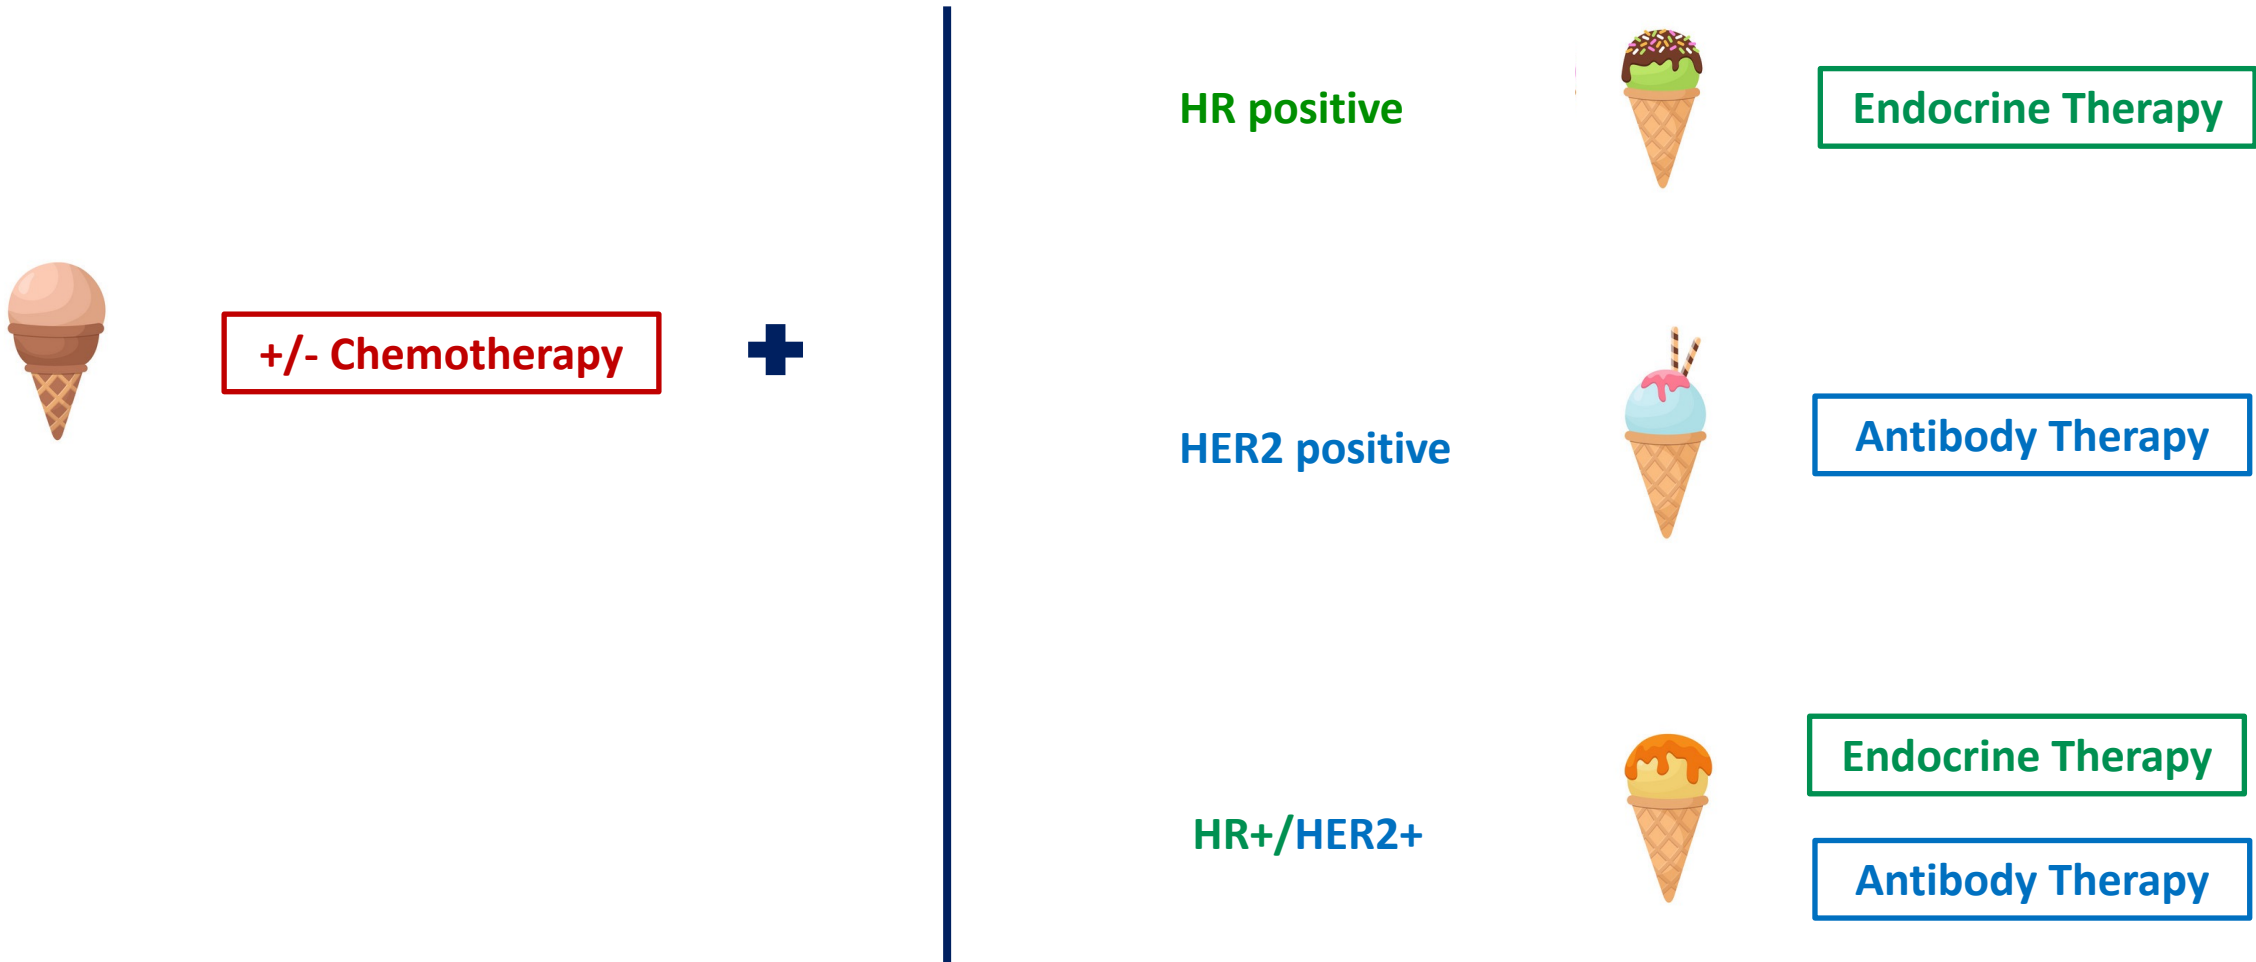 +/- Chemotherapy
HR positive
Endocrine Therapy
HER2 positive
Antibody Therapy
HR+/HER2+
Endocrine Therapy
Antibody Therapy